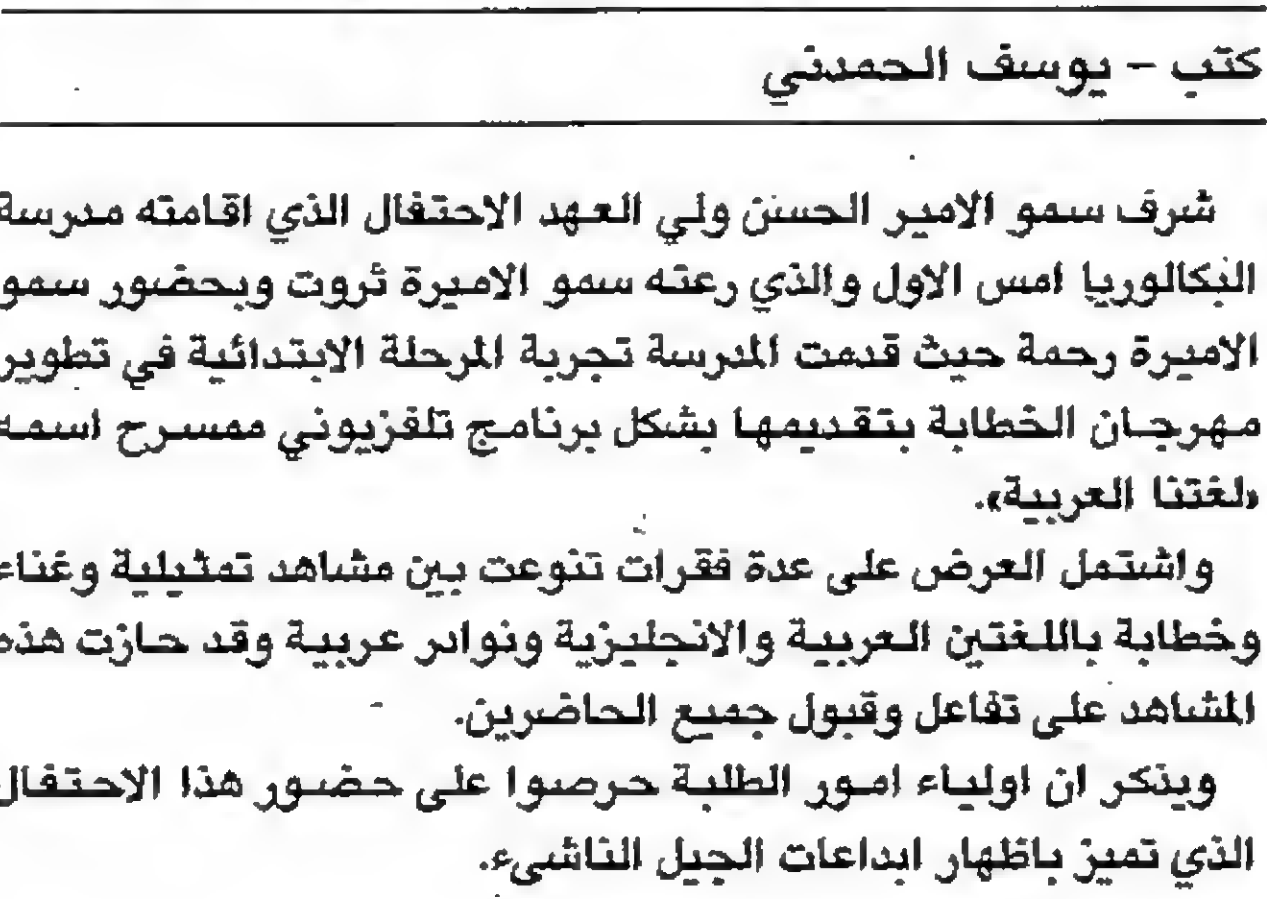 كتب - يوسف الحمدني
شرف سمو الامير الحسن ولي العهد الاحتفال الذي اقامته مدرسة
البكالوريا امس الاول والذي رعته سمو الاميرة ثروت وبحضور سمو
الاميرة رحمة حيث قدمت المدرسة تجربة المرحلة الابتدائية في تطوير
مهرجان الخطابة بتقديمها بشكل برنامج تلفزيوني ممسرح اسمه
«لغتنا العربية».
واشتمل العرض على عدة فقرات تنوعت بين مشاهد تمثيلية وغناء
وخطابة باللغتين العربية والانجليزية ونوادر عربية وقد حازت هذه
المشاهد على تفاعل وقبول جميع الحاضرين.
ويذكر ان اولياء امور الطلبة حرصوا على حضور هذا الاحتفال
الذي تميز باظهار ابداعات الجيل الناشىء.